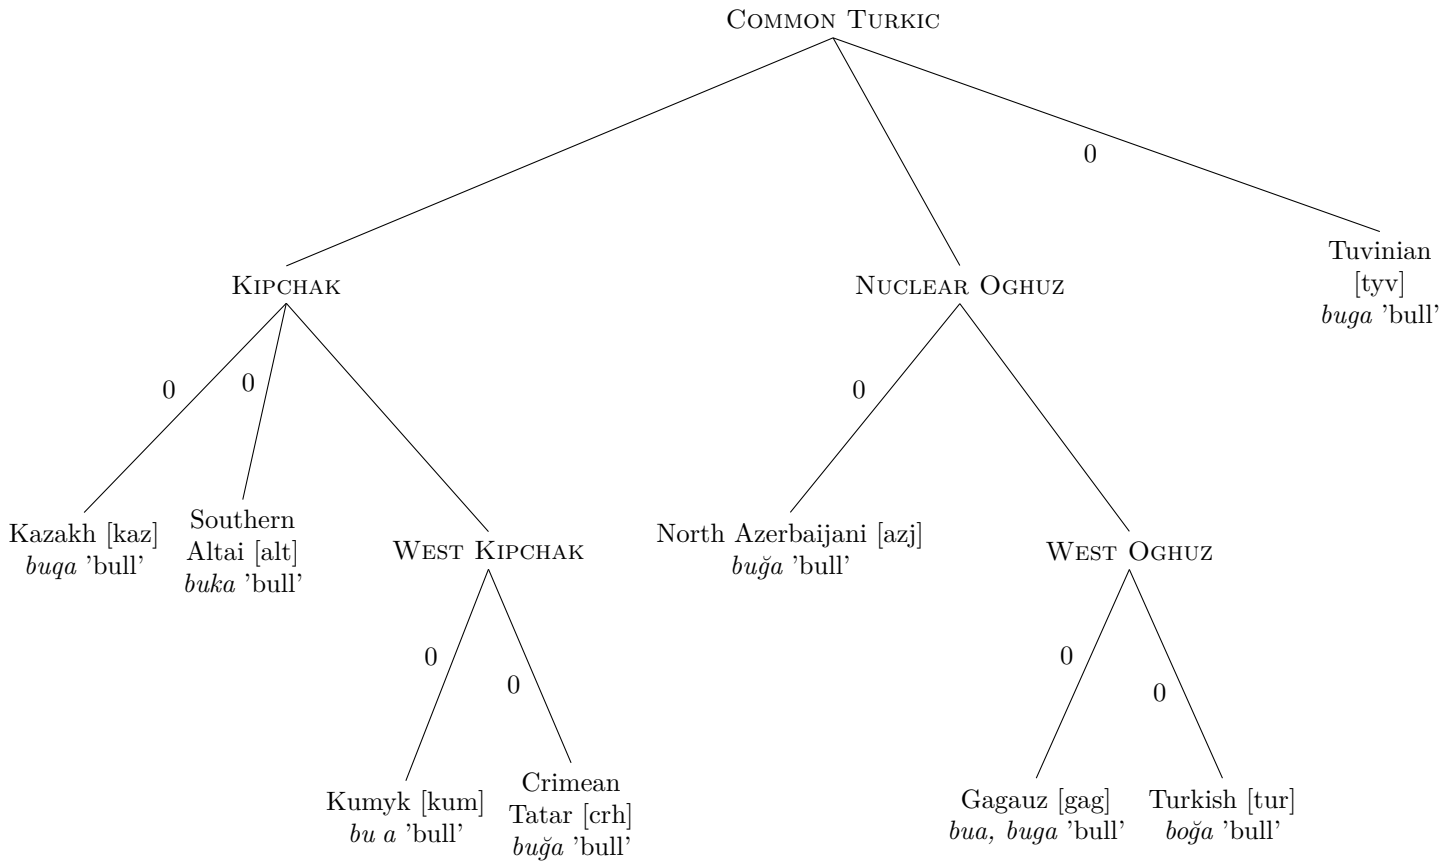 COMMON TURKIC
0
KIPCHAK
NUCLEAR OGHUZ
Tuvinian
[tyv]
buga 'bull'
0
0
0
Kazakh [kaz]
buqa 'bull'
Southern
Altai [alt]
buka 'bull'
WEST KIPCHAK
North Azerbaijani [azj]
buğa 'bull'
WEST OGHUZ
0
0
0
0
Kumyk [kum]
bu a 'bull'
Crimean
Tatar [crh]
buğa 'bull'
Gagauz [gag]
bua, buga 'bull'
Turkish [tur]
boğa 'bull'